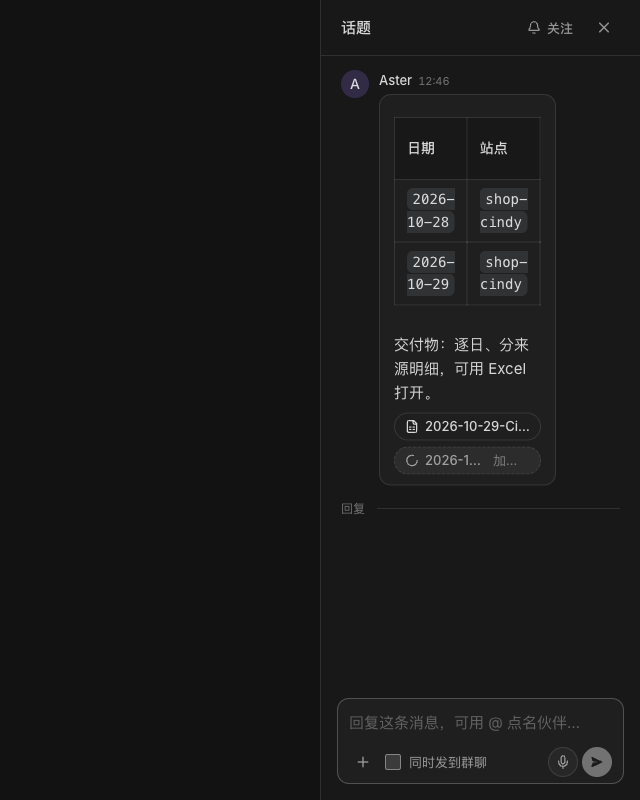 话题
关注
A
Aster 12:46
日期 站点
2026-10-28 shop-cindy
2026-10-29 shop-cindy
交付物：逐日、分来
源明细，可用 Excel
打开。
2026-10-29-Ci...
2026-1... 加...
回复
回复这条消息，可用 @ 点名伙伴...
同时发到群聊